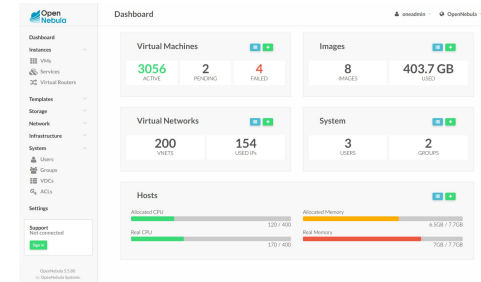 Open
Nebula
Dashboard
oneadmin
OpenNebula
Dashboard
Instances
VMs
Services
Virtual Routers
Templates
Storage
Network
Infrastructure
System
Users
Groups
VDCs
ACLs
Settings
Support
Not connected
Sign in
OpenNebula 5.5.80
by OpenNebula Systems
Virtual Machines
3056
ACTIVE
2
PENDING
4
FAILED
Images
8
IMAGES
403.7 GB
USED
Virtual Networks
200
VNETS
154
USED IPs
System
3
USERS
2
GROUPS
Hosts
Allocated CPU
120 / 400
Real CPU
170 / 400
Allocated Memory
6.5GB / 7.7GB
Real Memory
7GB / 7.7GB